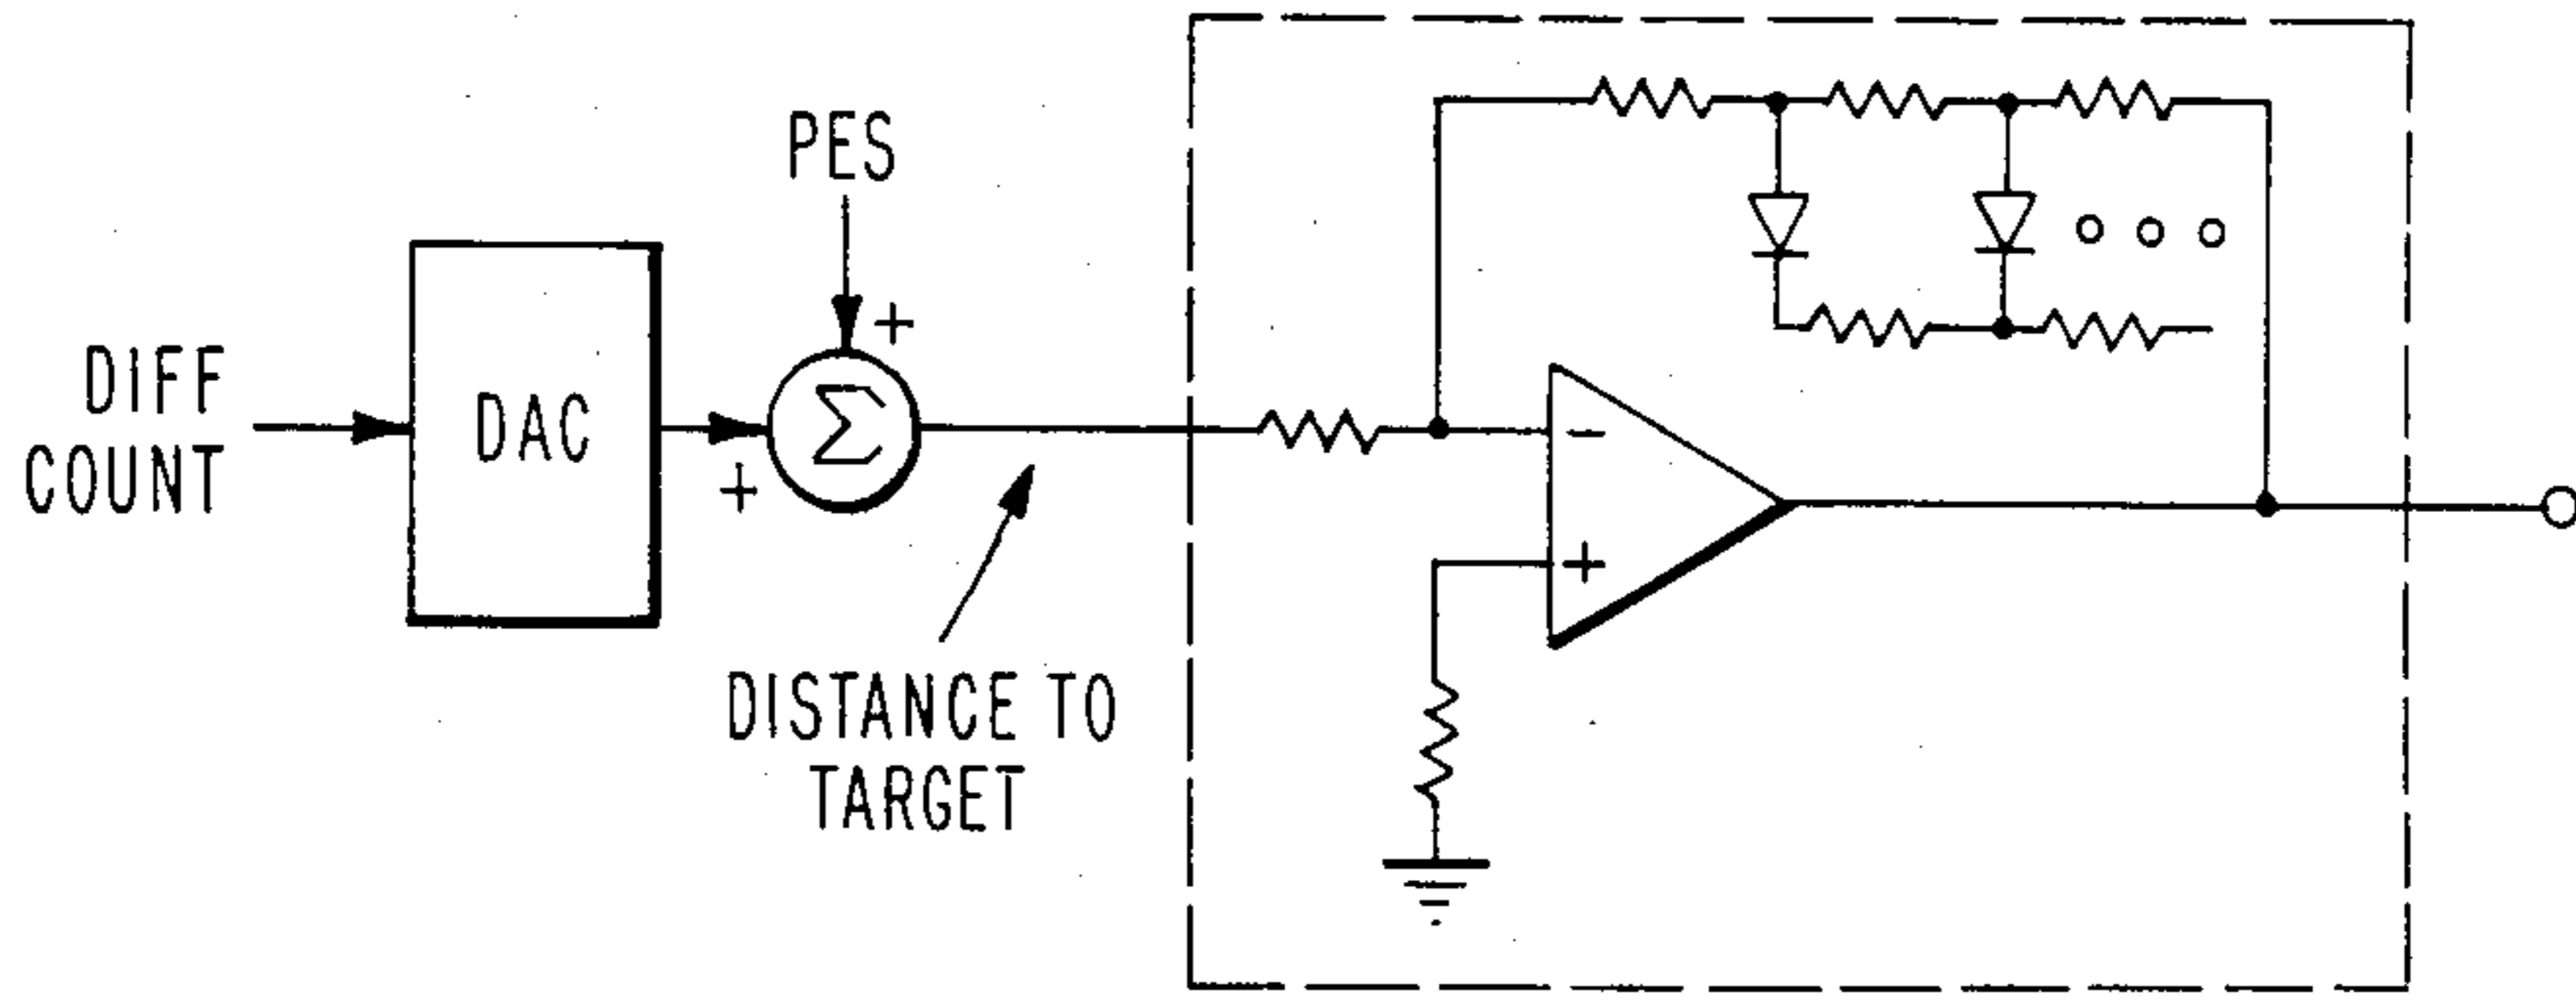 PES
+
DIFF
COUNT
DAC
Σ
+
−
+
DISTANCE TO
TARGET